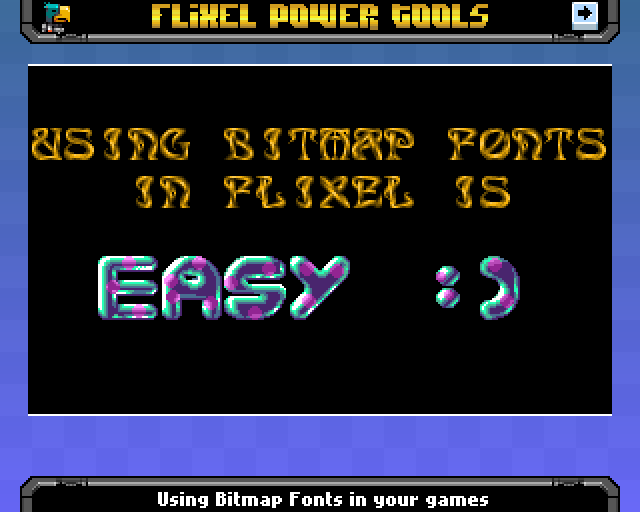 FLIXEL POWER TOOLS
USING BITMAP FONTS
IN FLIXEL IS
EASY :)
Using Bitmap Fonts in your games